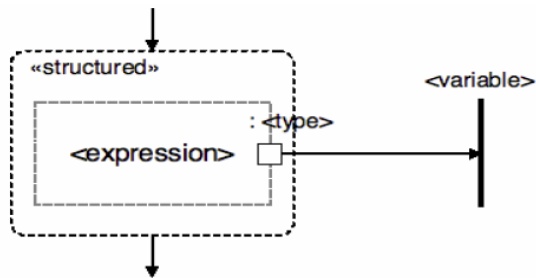 «structured»
<variable>
: <type>
<expression>